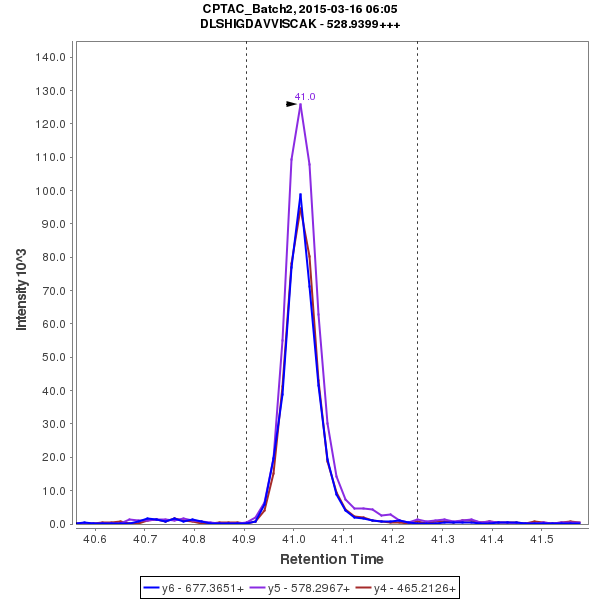 CPTAC_Batch2, 2015-03-16 06:05
DLSHIGDAVVISCAK - 528.9399+++
Intensity 10^3
140.0
130.0
120.0
110.0
100.0
90.0
80.0
70.0
60.0
50.0
40.0
30.0
20.0
10.0
0.0
41.0
40.6 40.7 40.8 40.9 41.0 41.1 41.2 41.3 41.4 41.5
Retention Time
y6 - 677.3651+ y5 - 578.2967+ y4 - 465.2126+